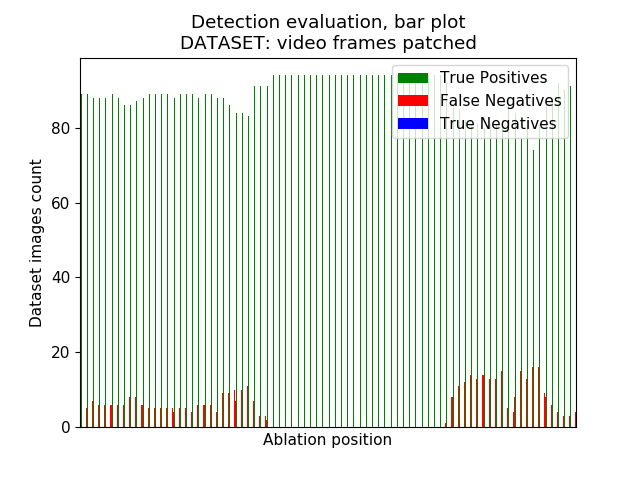 Detection evaluation, bar plot
DATASET: video frames patched
True Positives
False Negatives
True Negatives
80
60
40
20
0
Dataset images count
Ablation position